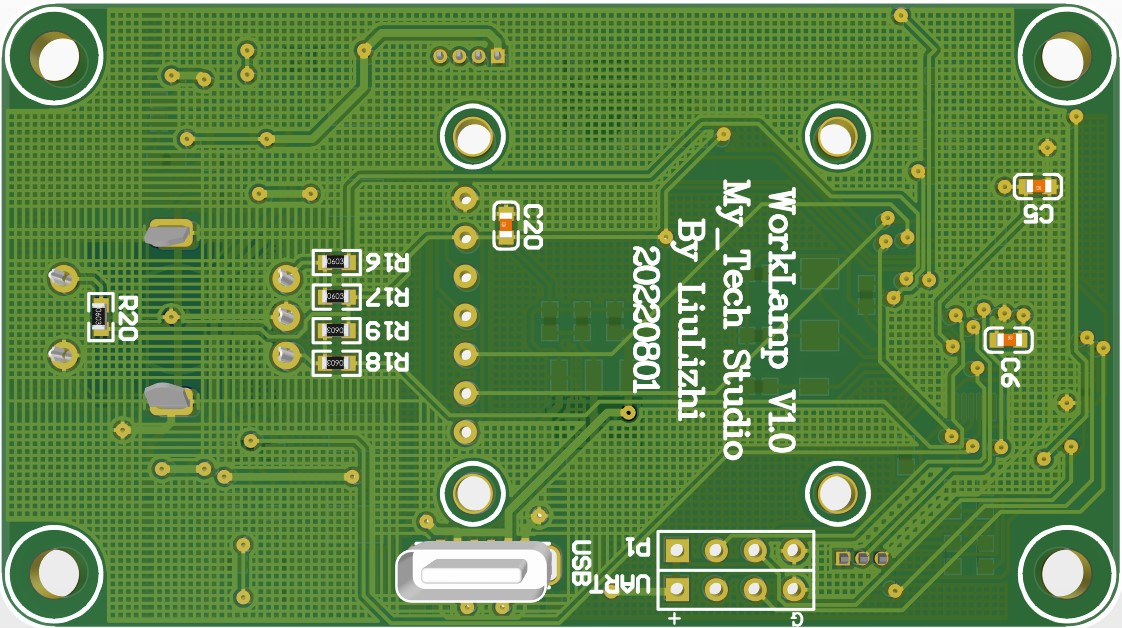 WorkLamp V1.0
My_Tech Studio
By LiuLizhi
20220801
C20
C5
C6
R16
R17
R19
R18
R20
0603
0603
0603
0603
0603
USB
P1
UART
+
G